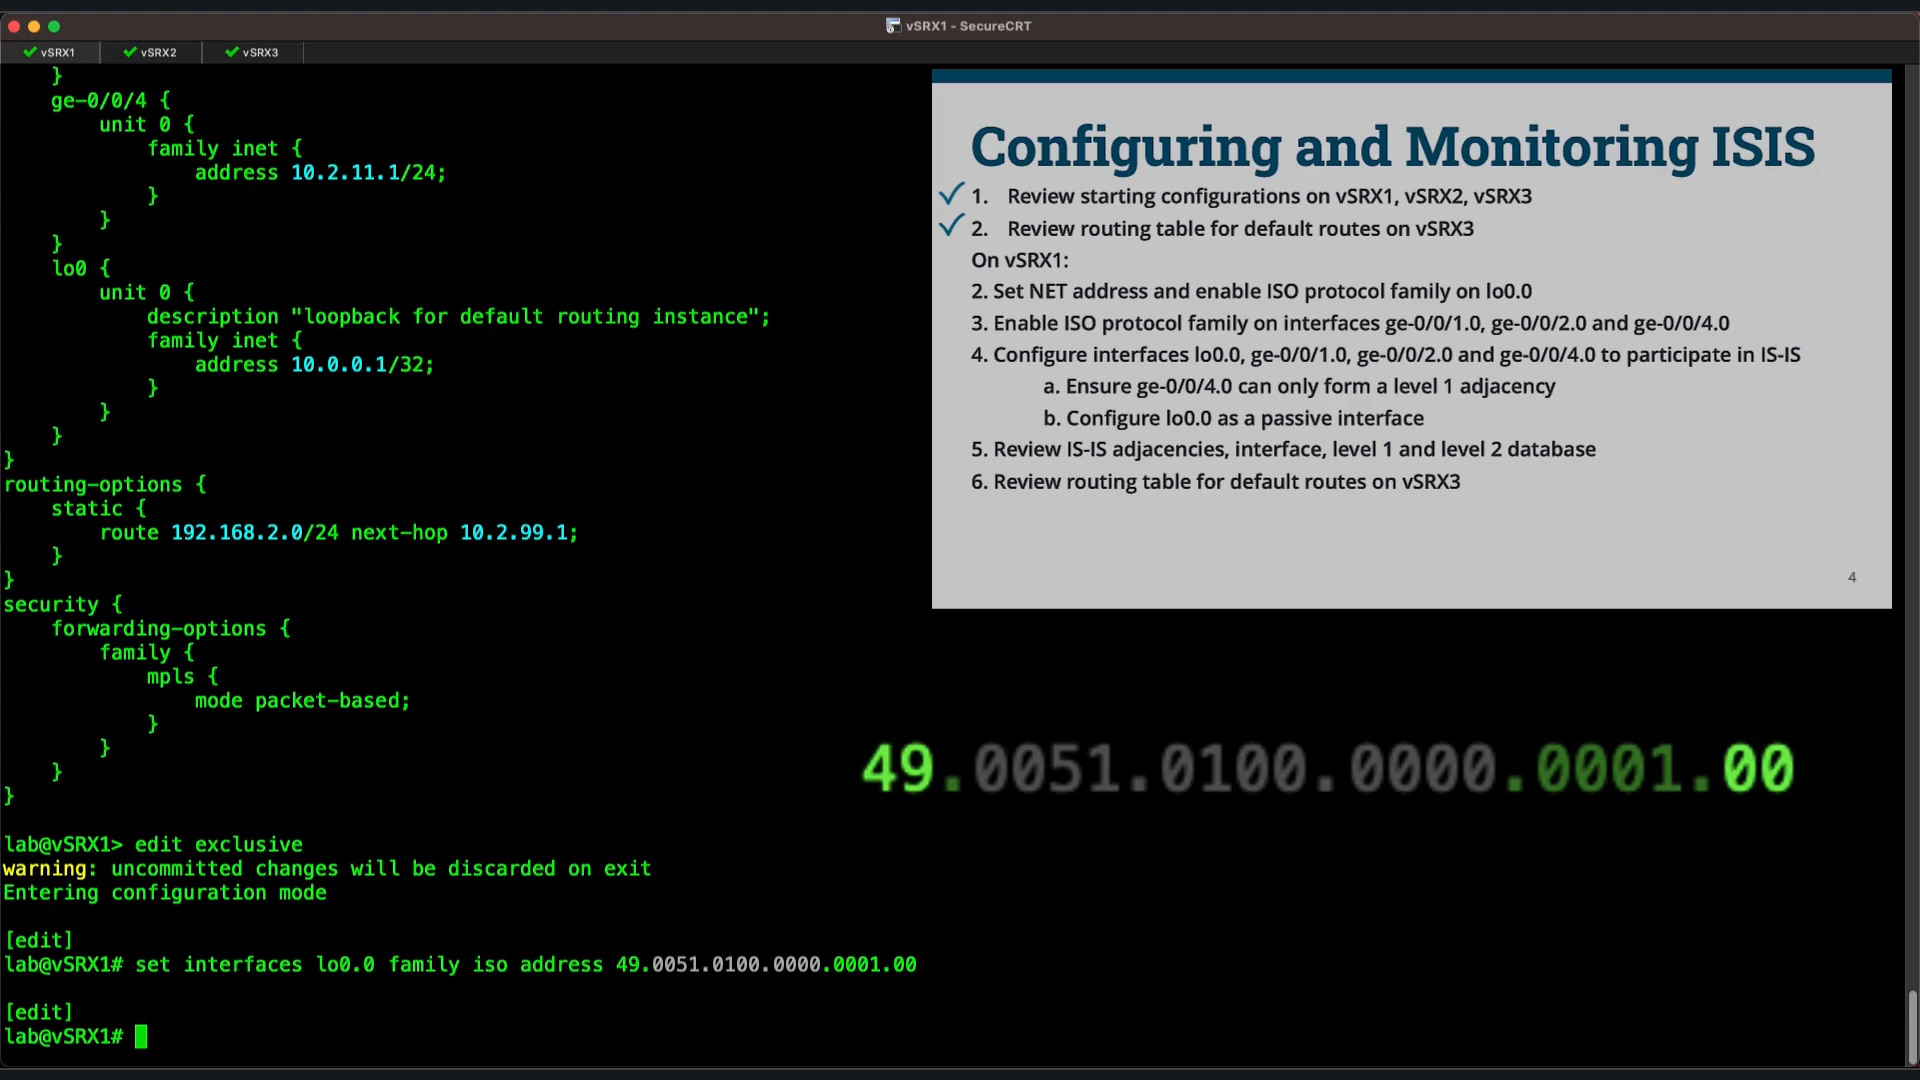 vSRX1 - SecureCRT
vSRX1
vSRX2
vSRX3
    }
    ge-0/0/4 {
        unit 0 {
            family inet {
                address 10.2.11.1/24;
            }
        }
    }
    lo0 {
        unit 0 {
            description "loopback for default routing instance";
            family inet {
                address 10.0.0.1/32;
            }
        }
    }
}
routing-options {
    static {
        route 192.168.2.0/24 next-hop 10.2.99.1;
    }
}
security {
    forwarding-options {
        family {
            mpls {
                mode packet-based;
            }
        }
    }
}
lab@vSRX1> edit exclusive
warning: uncommitted changes will be discarded on exit
Entering configuration mode
[edit]
lab@vSRX1# set interfaces lo0.0 family iso address 49.0051.0100.0000.0001.00
[edit]
lab@vSRX1#
Configuring and Monitoring ISIS
✓ 1. Review starting configurations on vSRX1, vSRX2, vSRX3
✓ 2. Review routing table for default routes on vSRX3
On vSRX1:
2. Set NET address and enable ISO protocol family on lo0.0
3. Enable ISO protocol family on interfaces ge-0/0/1.0, ge-0/0/2.0 and ge-0/0/4.0
4. Configure interfaces lo0.0, ge-0/0/1.0, ge-0/0/2.0 and ge-0/0/4.0 to participate in IS-IS
a. Ensure ge-0/0/4.0 can only form a level 1 adjacency
b. Configure lo0.0 as a passive interface
5. Review IS-IS adjacencies, interface, level 1 and level 2 database
6. Review routing table for default routes on vSRX3
4
49.0051.0100.0000.0001.00